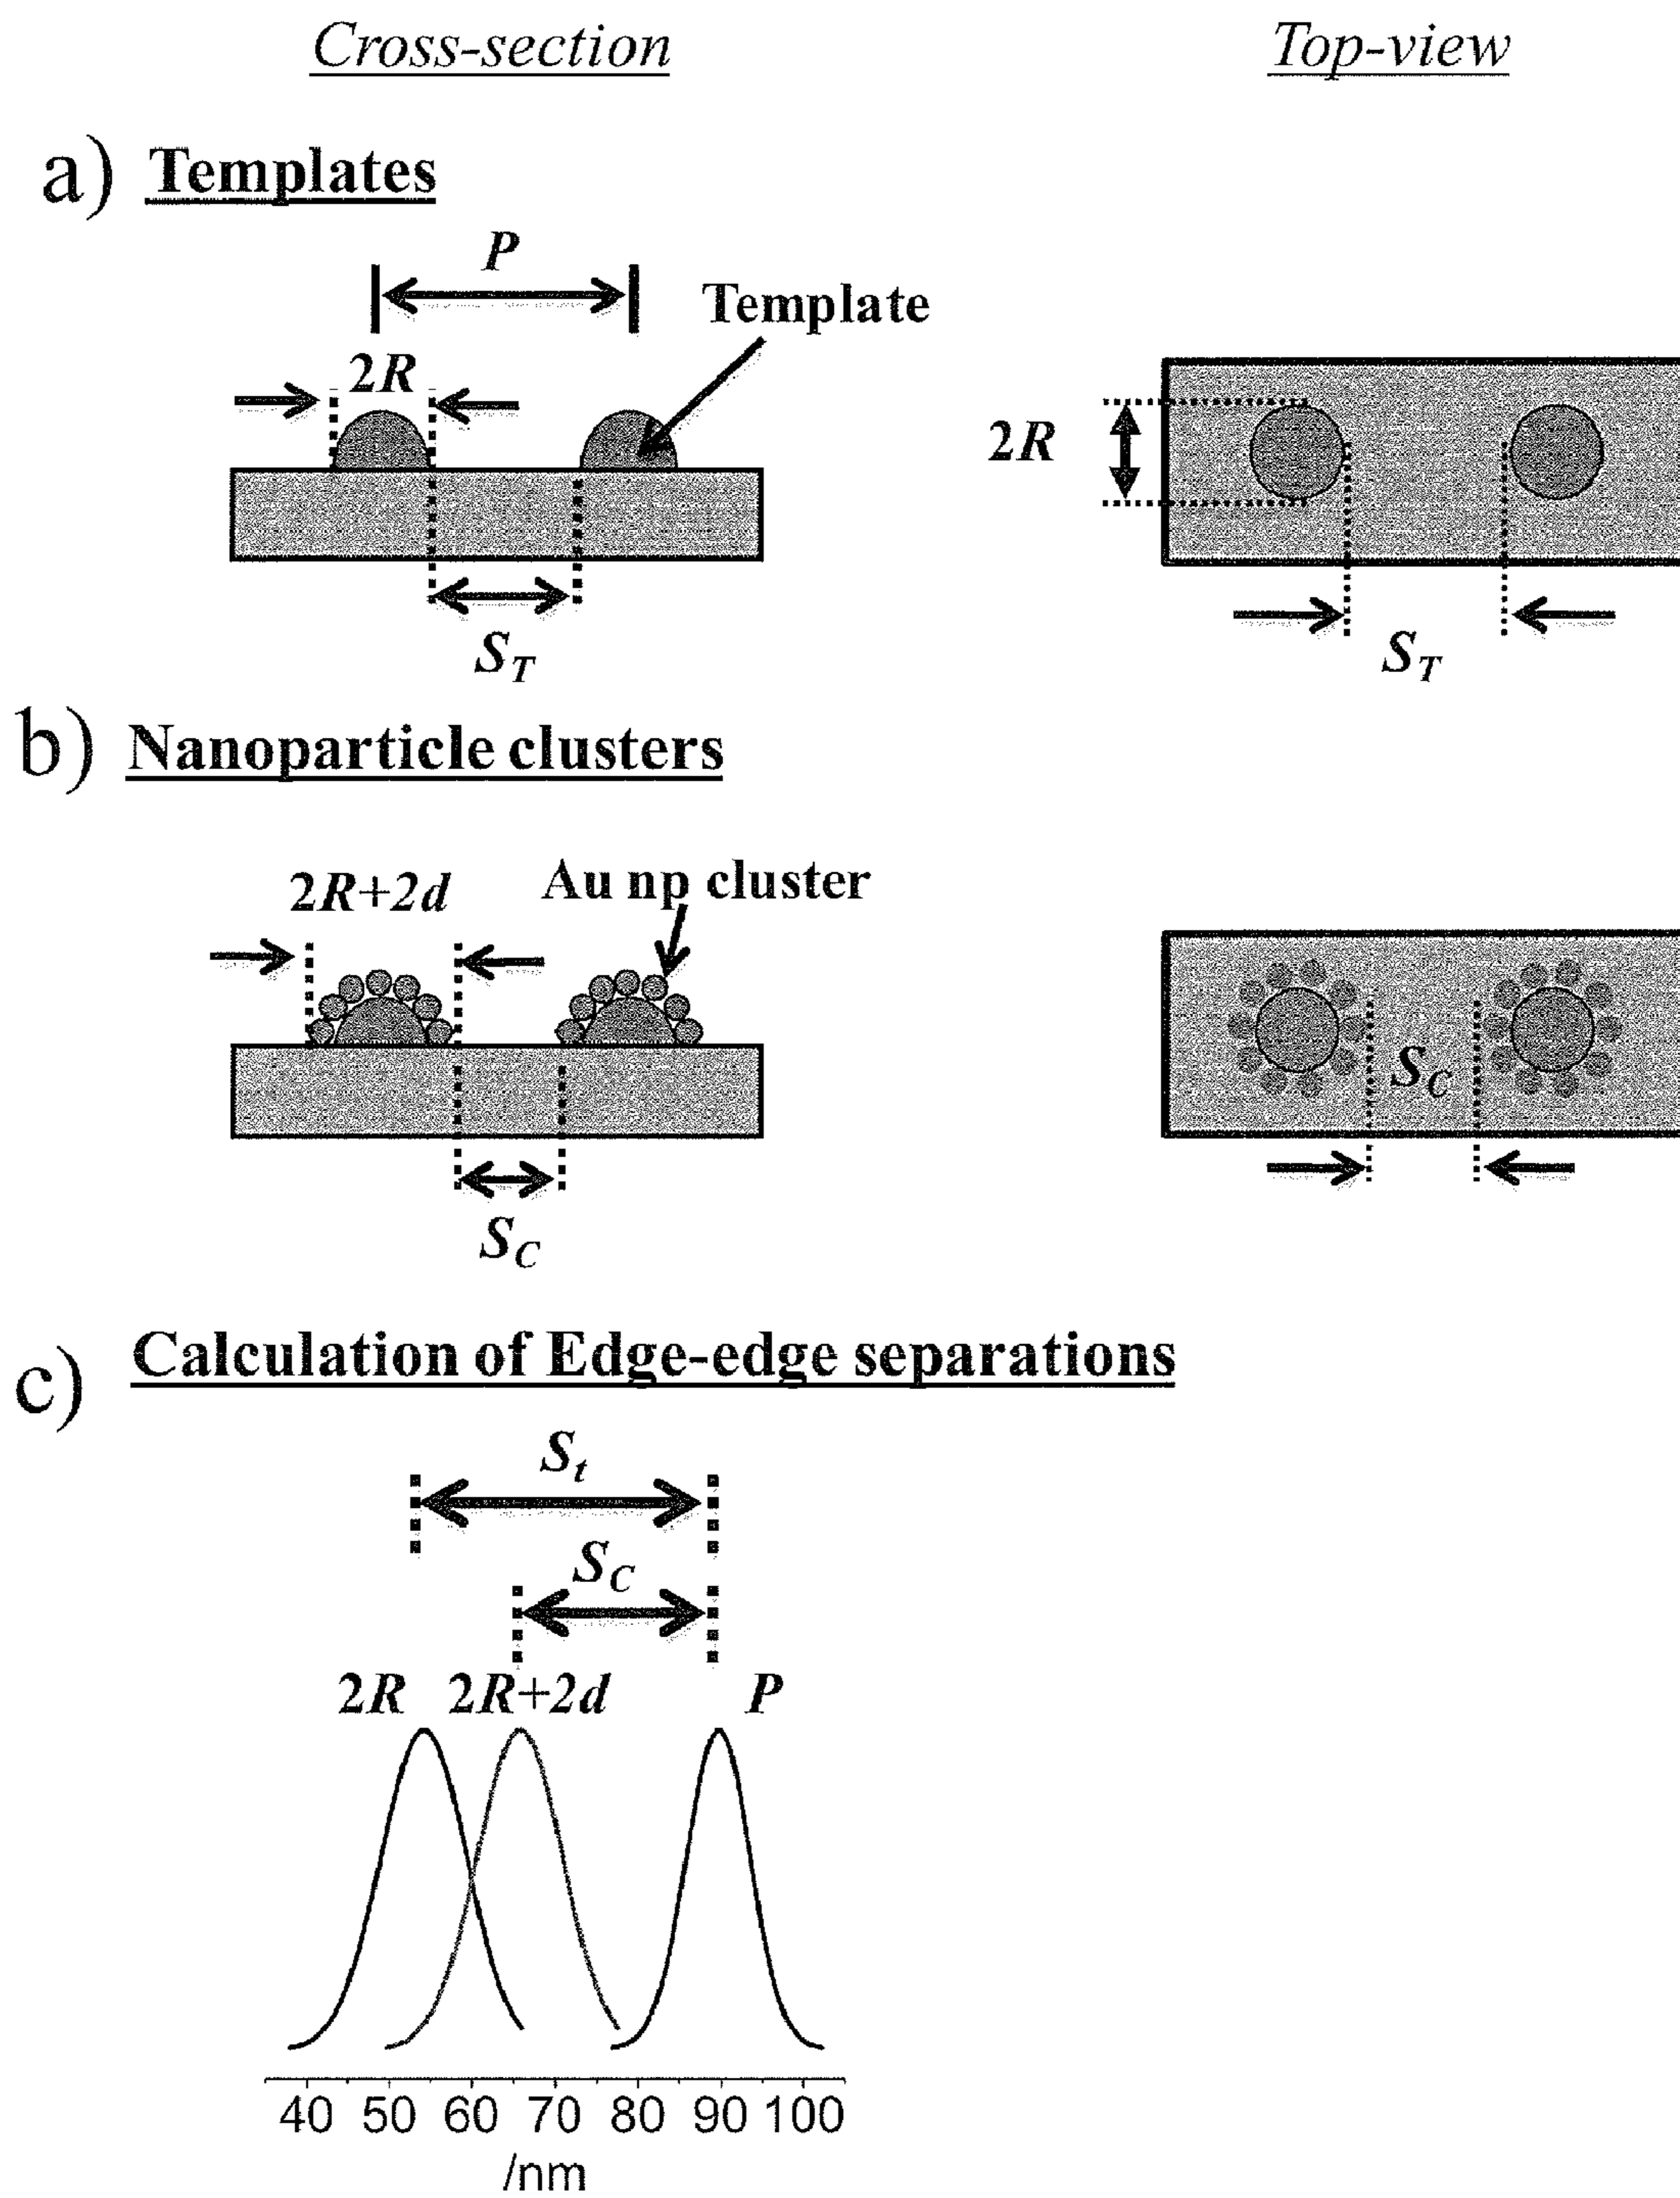 Cross-section
Top-view
a) Templates
P
Template
2R
2R
S_T
S_T
b) Nanoparticle clusters
2R+2d
Au np cluster
S_C
S_C
c) Calculation of Edge-edge separations
S_t
S_C
2R 2R+2d P
40 50 60 70 80 90 100
/nm